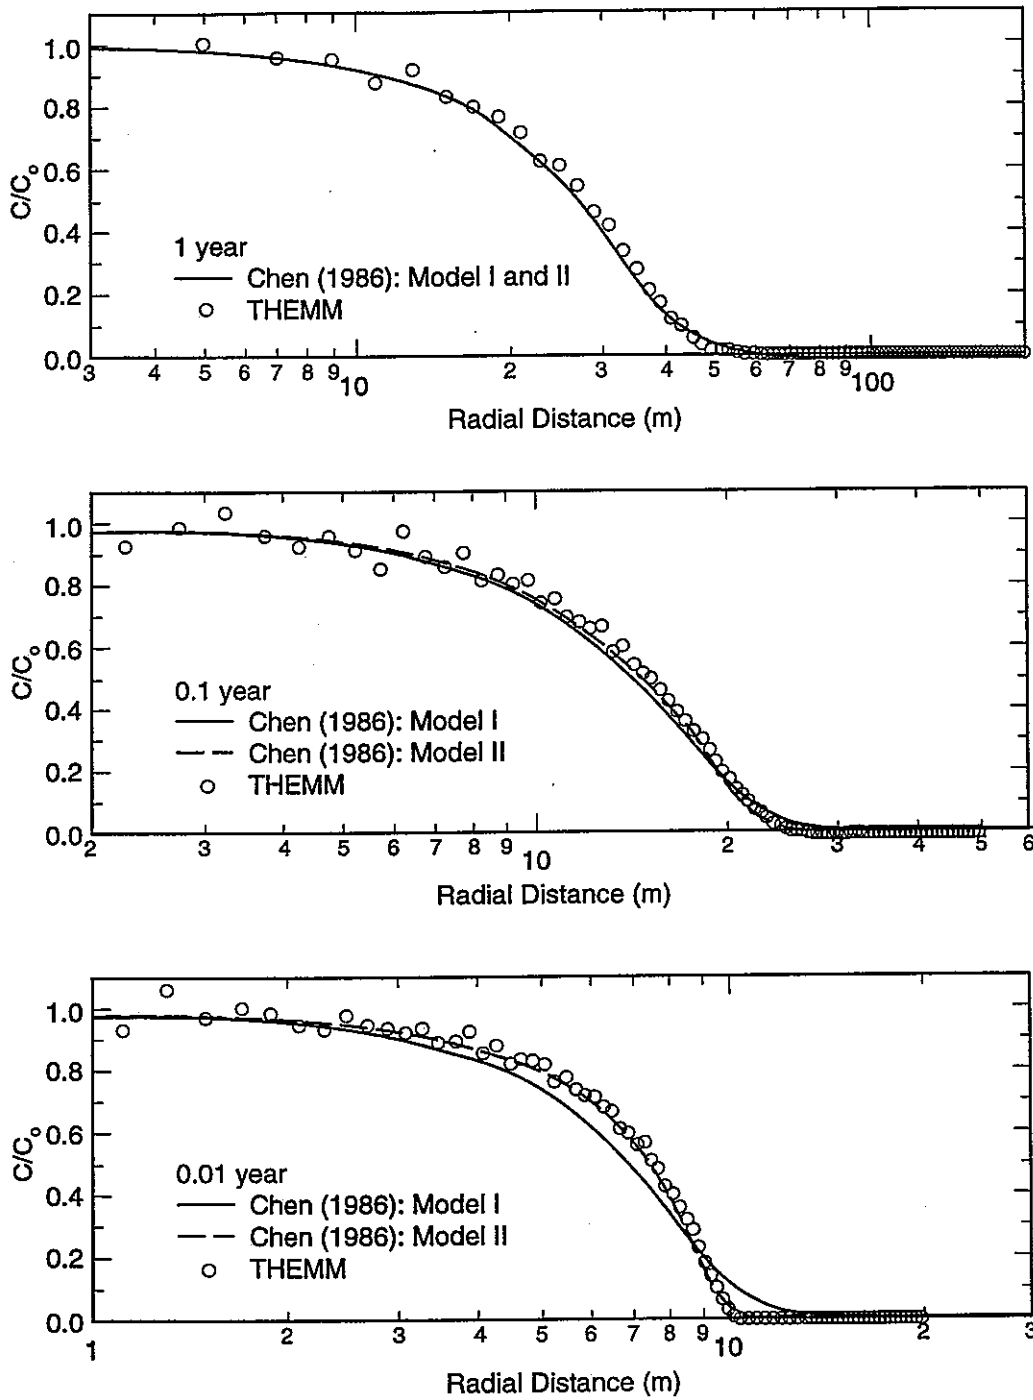 1.0
0.8
0.6
0.4
0.2
0.0
C/Co
1 year
Chen (1986): Model I and II
THEMM
3 4 5 6 7 8 9 10 2 3 4 5 6 7 8 9 100
Radial Distance (m)
1.0
0.8
0.6
0.4
0.2
0.0
C/Co
0.1 year
Chen (1986): Model I
Chen (1986): Model II
THEMM
2 3 4 5 6 7 8 9 10 2 3 4 5 6
Radial Distance (m)
1.0
0.8
0.6
0.4
0.2
0.0
C/Co
0.01 year
Chen (1986): Model I
Chen (1986): Model II
THEMM
1 2 3 4 5 6 7 8 9 10 2 3
Radial Distance (m)